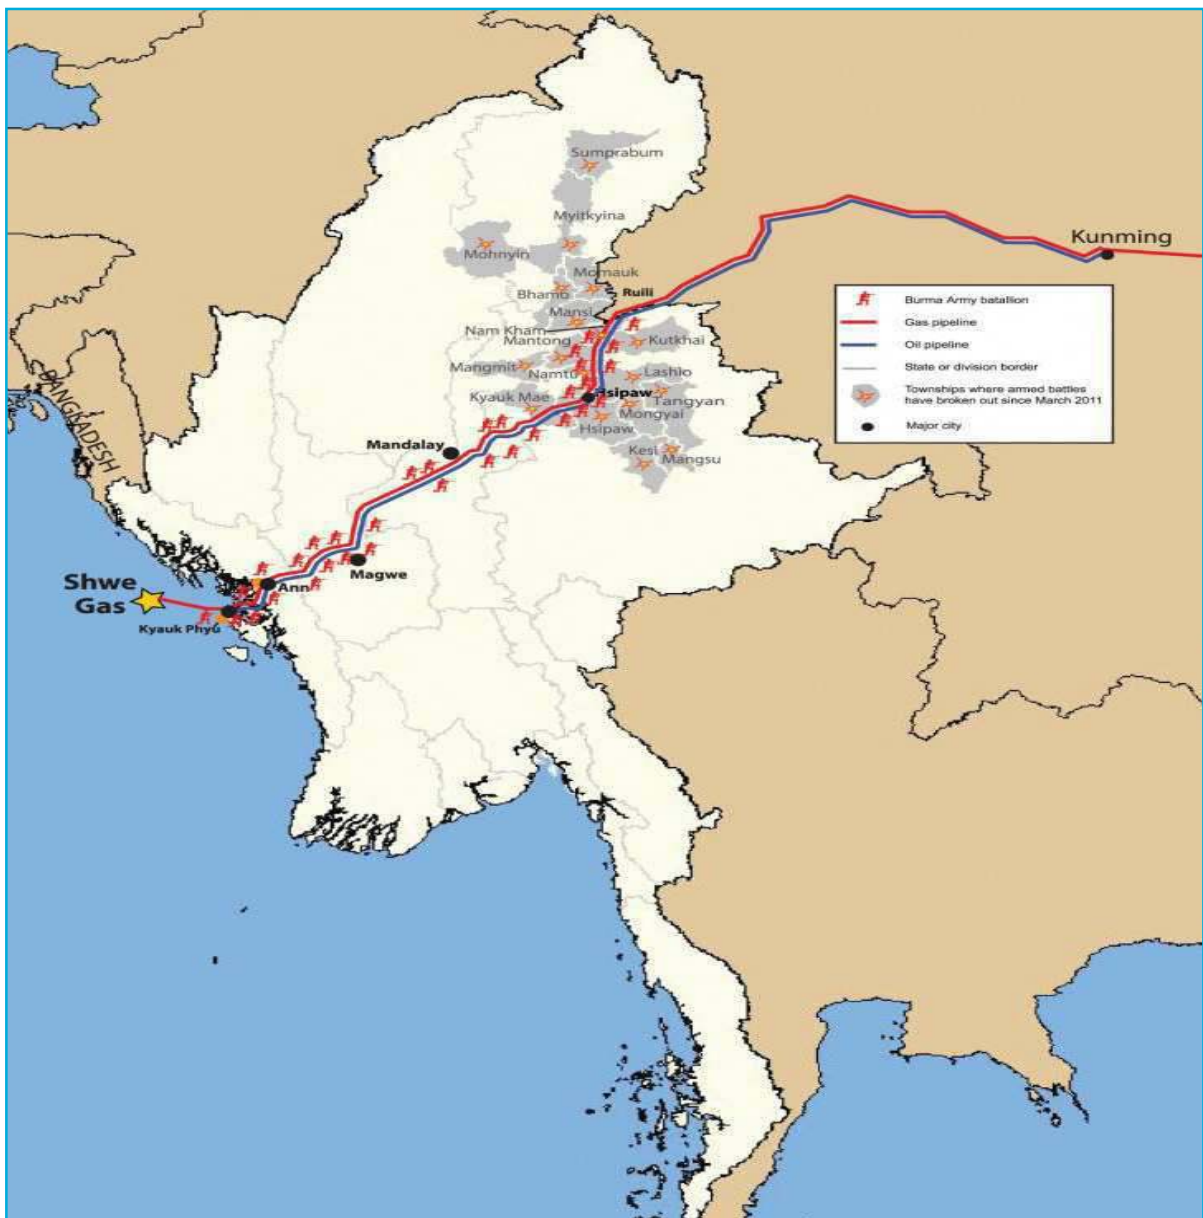 Sumprabum
Myitkyina
Mohnyin
Momauk
Bhamo
Ruili
Mansi
Nam Kham
Mantong
Kutkhai
Mangmit
Namtu
Lashio
Kyauk Mae
Hsipaw
Tangyan
Mongyai
Hsipaw
Kesi
Mangsu
Mandalay
Magwe
Ann
Shwe
Gas
Kyauk Phyu
BANGLADESH
Kunming
Burma Army batallion
Gas pipeline
Oil pipeline
State or division border
Townships where armed battles
have broken out since March 2011
Major city